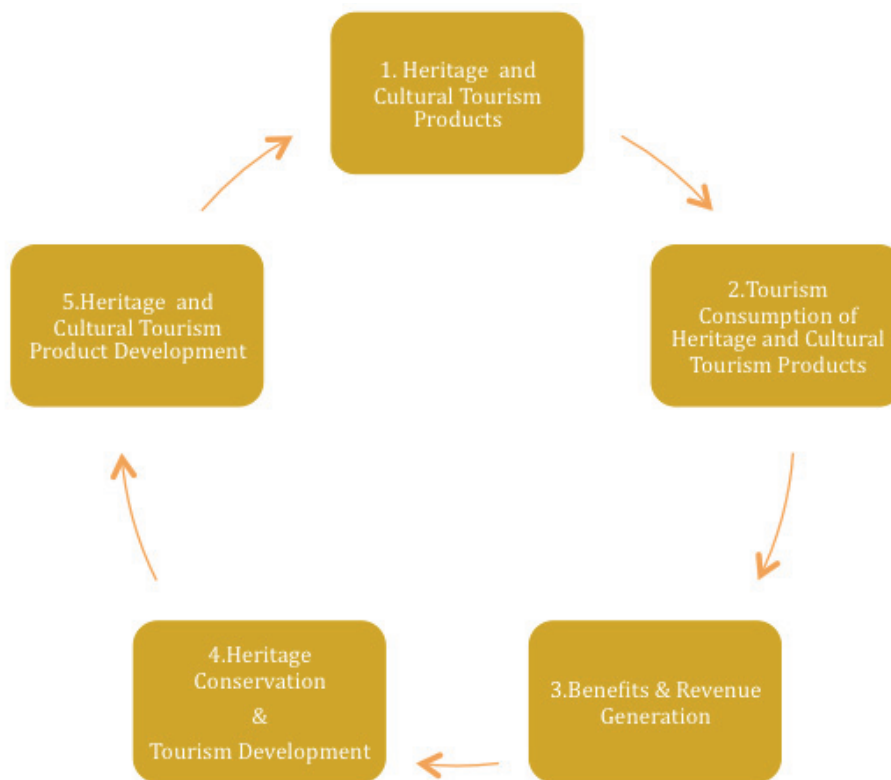 1. Heritage and
Cultural Tourism
Products
2.Tourism
Consumption of
Heritage and Cultural
Tourism Products
3.Benefits & Revenue
Generation
4.Heritage
Conservation
&
Tourism Development
5.Heritage and
Cultural Tourism
Product Development